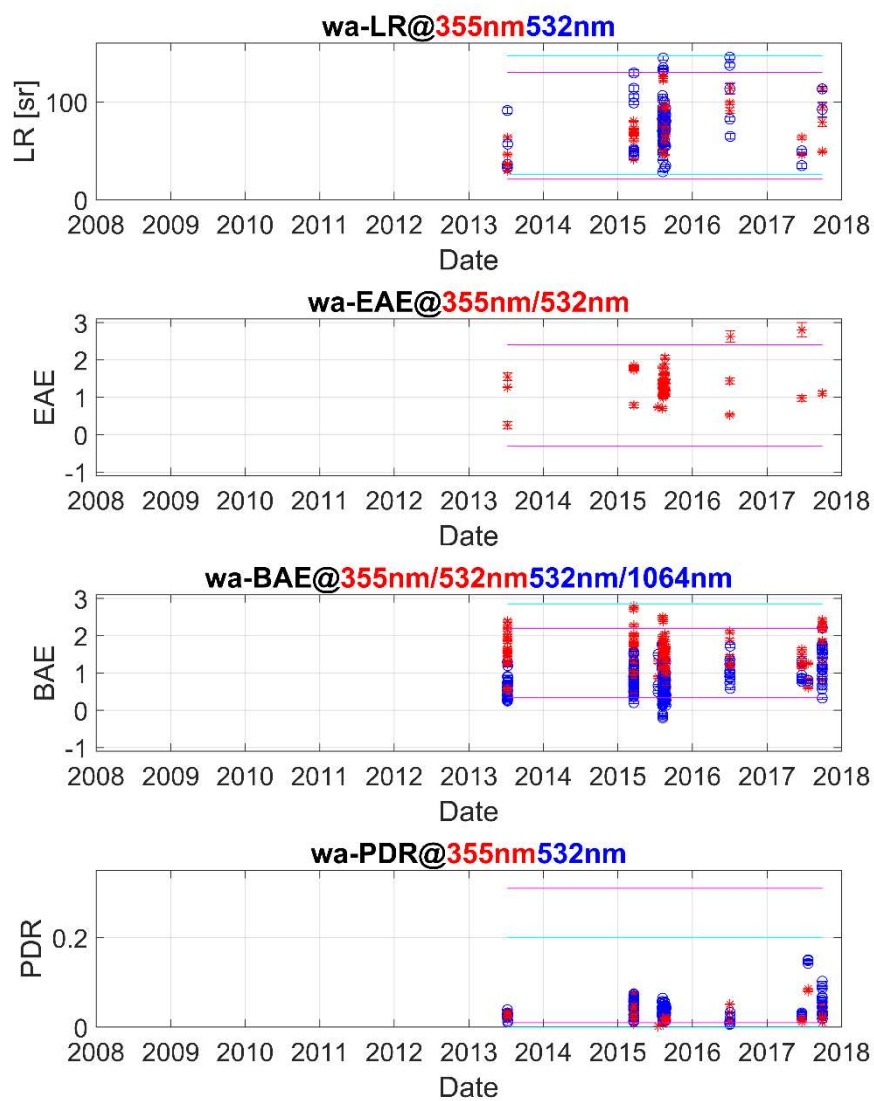 wa-LR@355nm532nm
LR [sr]
100
0
2008 2009 2010 2011 2012 2013 2014 2015 2016 2017 2018
Date
wa-EAE@355nm/532nm
EAE
3
2
1
0
-1
2008 2009 2010 2011 2012 2013 2014 2015 2016 2017 2018
Date
wa-BAE@355nm/532nm532nm/1064nm
BAE
3
2
1
0
-1
2008 2009 2010 2011 2012 2013 2014 2015 2016 2017 2018
Date
wa-PDR@355nm532nm
PDR
0.2
0
2008 2009 2010 2011 2012 2013 2014 2015 2016 2017 2018
Date